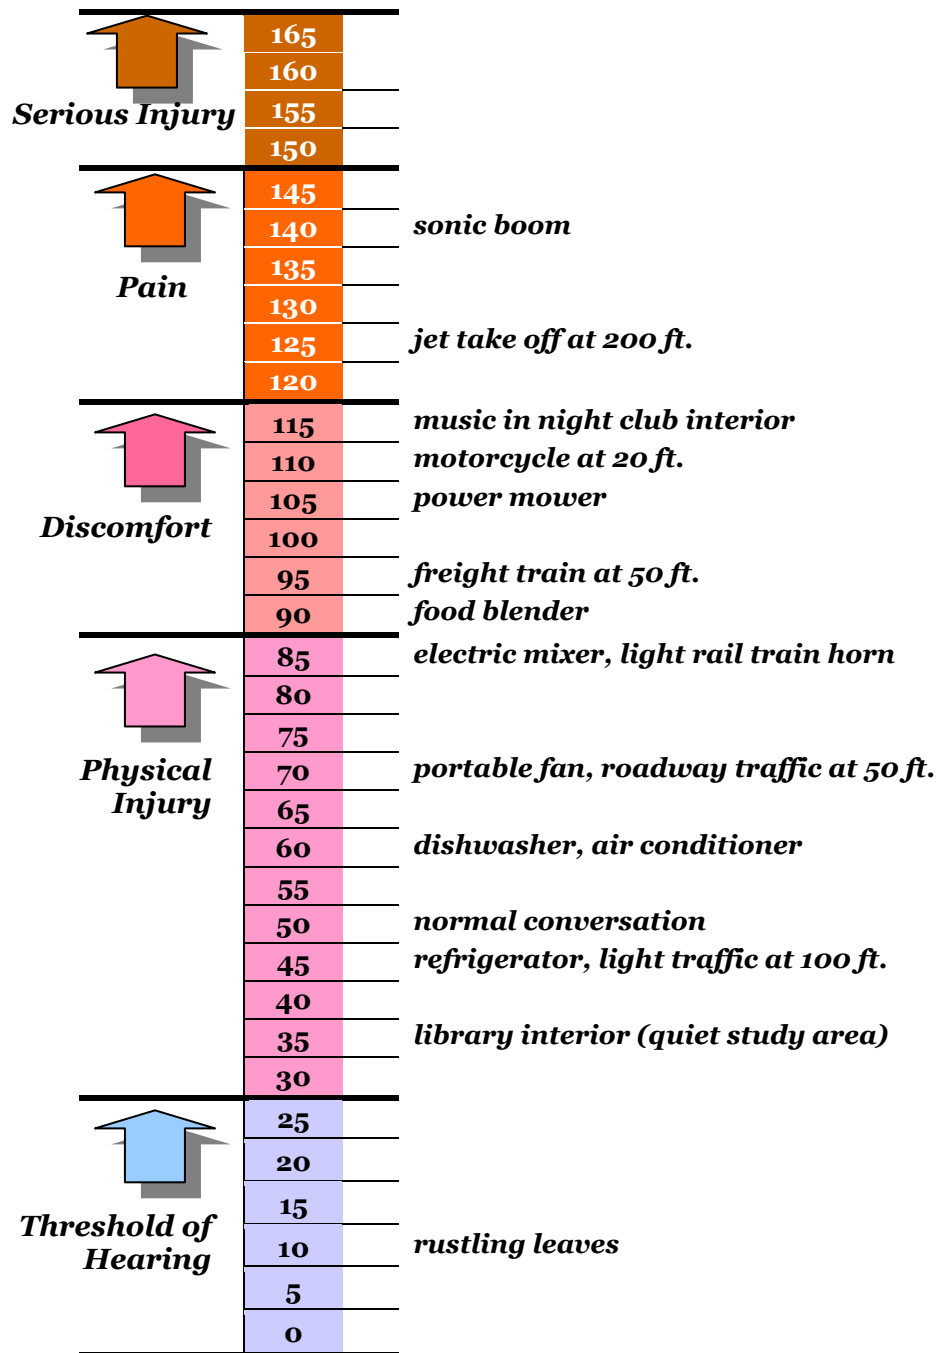 165
160
Serious Injury 155
150
145
140 sonic boom
135
Pain
130
125 jet take off at 200 ft.
120
115 music in night club interior
110 motorcycle at 20 ft.
105 power mower
Discomfort 100
95 freight train at 50 ft.
90 food blender
85 electric mixer, light rail train horn
80
75
Physical 70 portable fan, roadway traffic at 50 ft.
Injury 65
60 dishwasher, air conditioner
55
50 normal conversation
45 refrigerator, light traffic at 100 ft.
40
35 library interior (quiet study area)
30
25
20
15
Threshold of
Hearing 10 rustling leaves
5
0